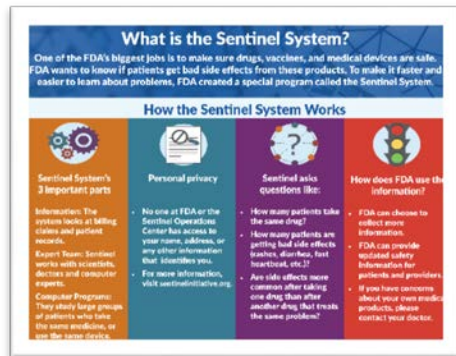 What is the Sentinel System?
One of the FDA's biggest jobs is to make sure drugs, vaccines, and medical devices are safe.
FDA wants to know if patients get bad side effects from these products. To make it faster and
easier to learn about problems, FDA created a special program called the Sentinel System.
How the Sentinel System Works
Sentinel System's
3 important parts
Information: The
system looks at billing
claims and patient
records.
Expert Team: Sentinel
works with scientists,
doctors and computer
experts.
Computer Programs:
They study large groups
of patients who take
the same medicine, or
use the same device.
Personal privacy
• No one at FDA or the
Sentinel Operations
Center has access to
your name, address, or
any other information
that identifies you.
• For more information,
visit sentinelinitiative.org.
Sentinel asks
questions like:
• How many patients take
the same drug?
• How many patients are
getting bad side effects
(rashes, diarrhea, fast
heartbeat, etc.)?
• Are side effects more
common after taking
one drug than after
another drug that treats
the same problem?
How does FDA use the
information?
• FDA can choose to
collect more
information.
• FDA can provide
updated safety
information for
patients and providers.
• If you have concerns
about your own medical
products, please
contact your doctor.